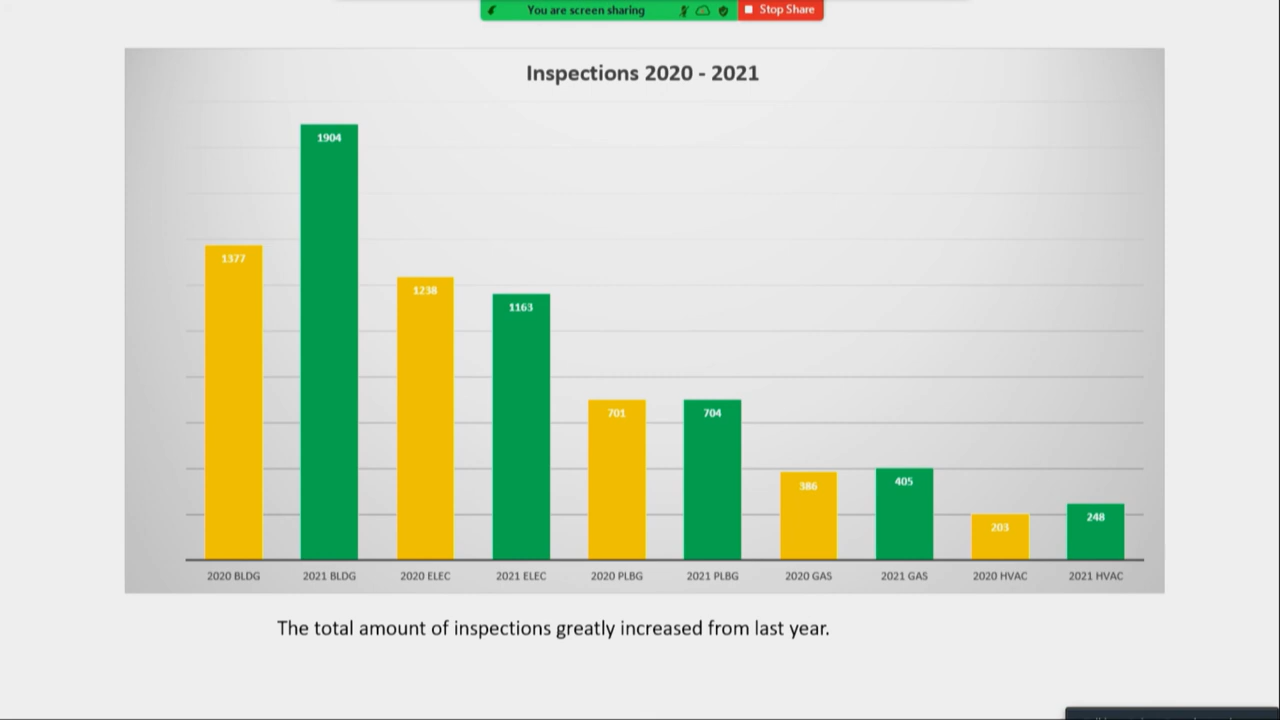 You are screen sharing
Stop Share
Inspections 2020 - 2021
1904
1377
1238
1163
701
704
386
405
203
248
2020 BLDG
2021 BLDG
2020 ELEC
2021 ELEC
2020 PLBG
2021 PLBG
2020 GAS
2021 GAS
2020 HVAC
2021 HVAC
The total amount of inspections greatly increased from last year.